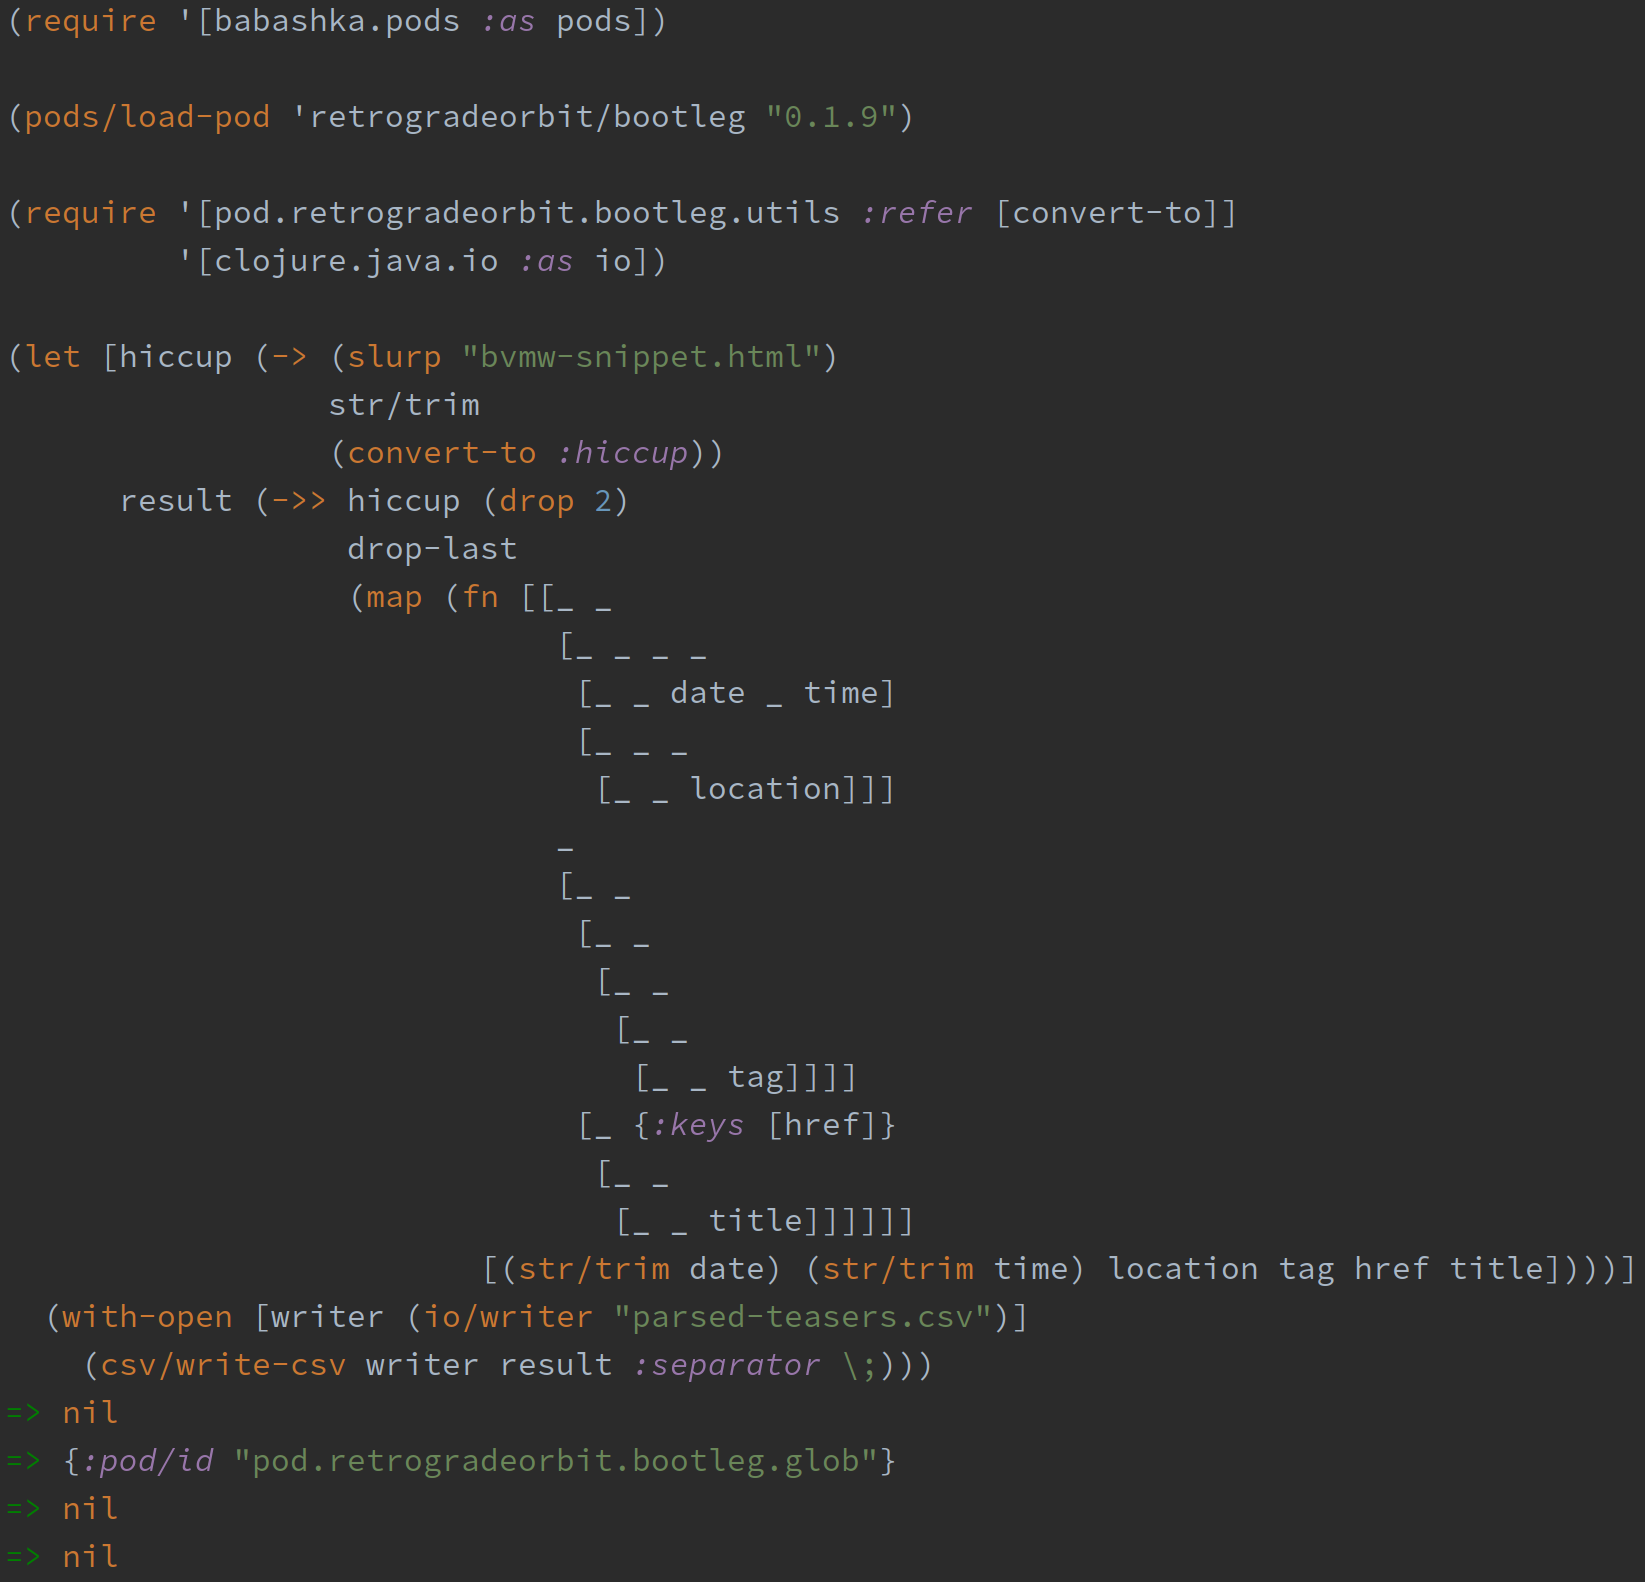 (require '[babashka.pods :as pods])

(pods/load-pod 'retrogradeorbit/bootleg "0.1.9")

(require '[pod.retrogradeorbit.bootleg.utils :refer [convert-to]]
         '[clojure.java.io :as io])

(let [hiccup (-> (slurp "bvmw-snippet.html")
                 str/trim
                 (convert-to :hiccup))
      result (->> hiccup (drop 2)
                  drop-last
                  (map (fn [[_ _
                             [_ _ _ _
                              [_ _ date _ time]
                              [_ _ _
                               [_ _ location]]]
                             _
                             [_ _
                              [_ _
                               [_ _
                                [_ _
                                 [_ _ tag]]]]
                              [_ {:keys [href]}
                               [_ _
                                [_ _ title]]]]]]
                         [(str/trim date) (str/trim time) location tag href title])))]
  (with-open [writer (io/writer "parsed-teasers.csv")]
    (csv/write-csv writer result :separator \;)))
=> nil
=> {:pod/id "pod.retrogradeorbit.bootleg.glob"}
=> nil
=> nil